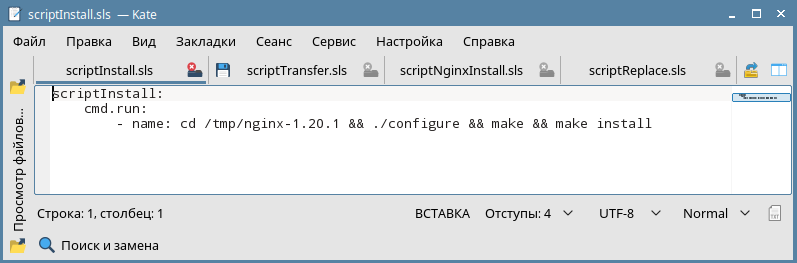 scriptInstall.sls — Kate
Файл Правка Вид Закладки Сеанс Сервис Настройка Справка
scriptInstall.sls scriptTransfer.sls scriptNginxInstall.sls scriptReplace.sls
Просмотр файлов...
scriptInstall:
    cmd.run:
        - name: cd /tmp/nginx-1.20.1 && ./configure && make && make install
Строка: 1, столбец: 1 ВСТАВКА Отступы: 4 UTF-8 Normal
Поиск и замена